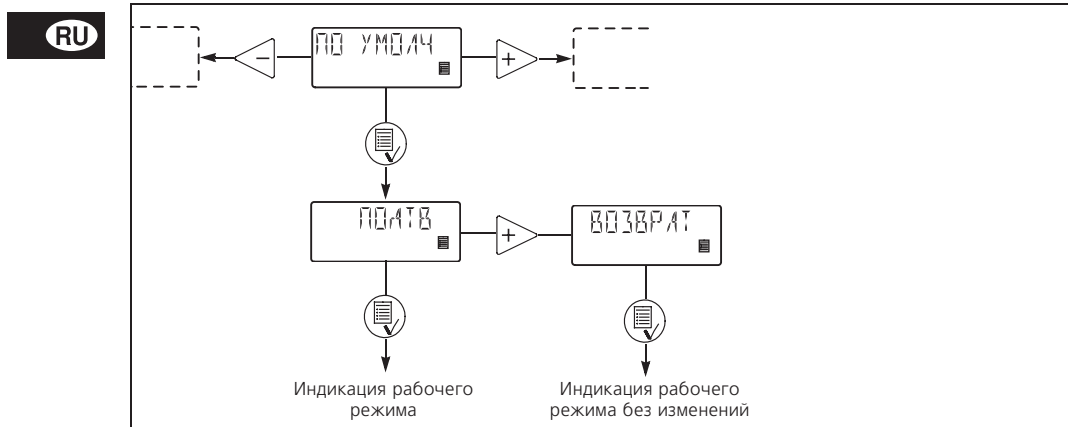 RU
ПО УМОЛЧ
ПОДТВ
ВОЗВРАТ
Индикация рабочего
режима
Индикация рабочего
режима без изменений